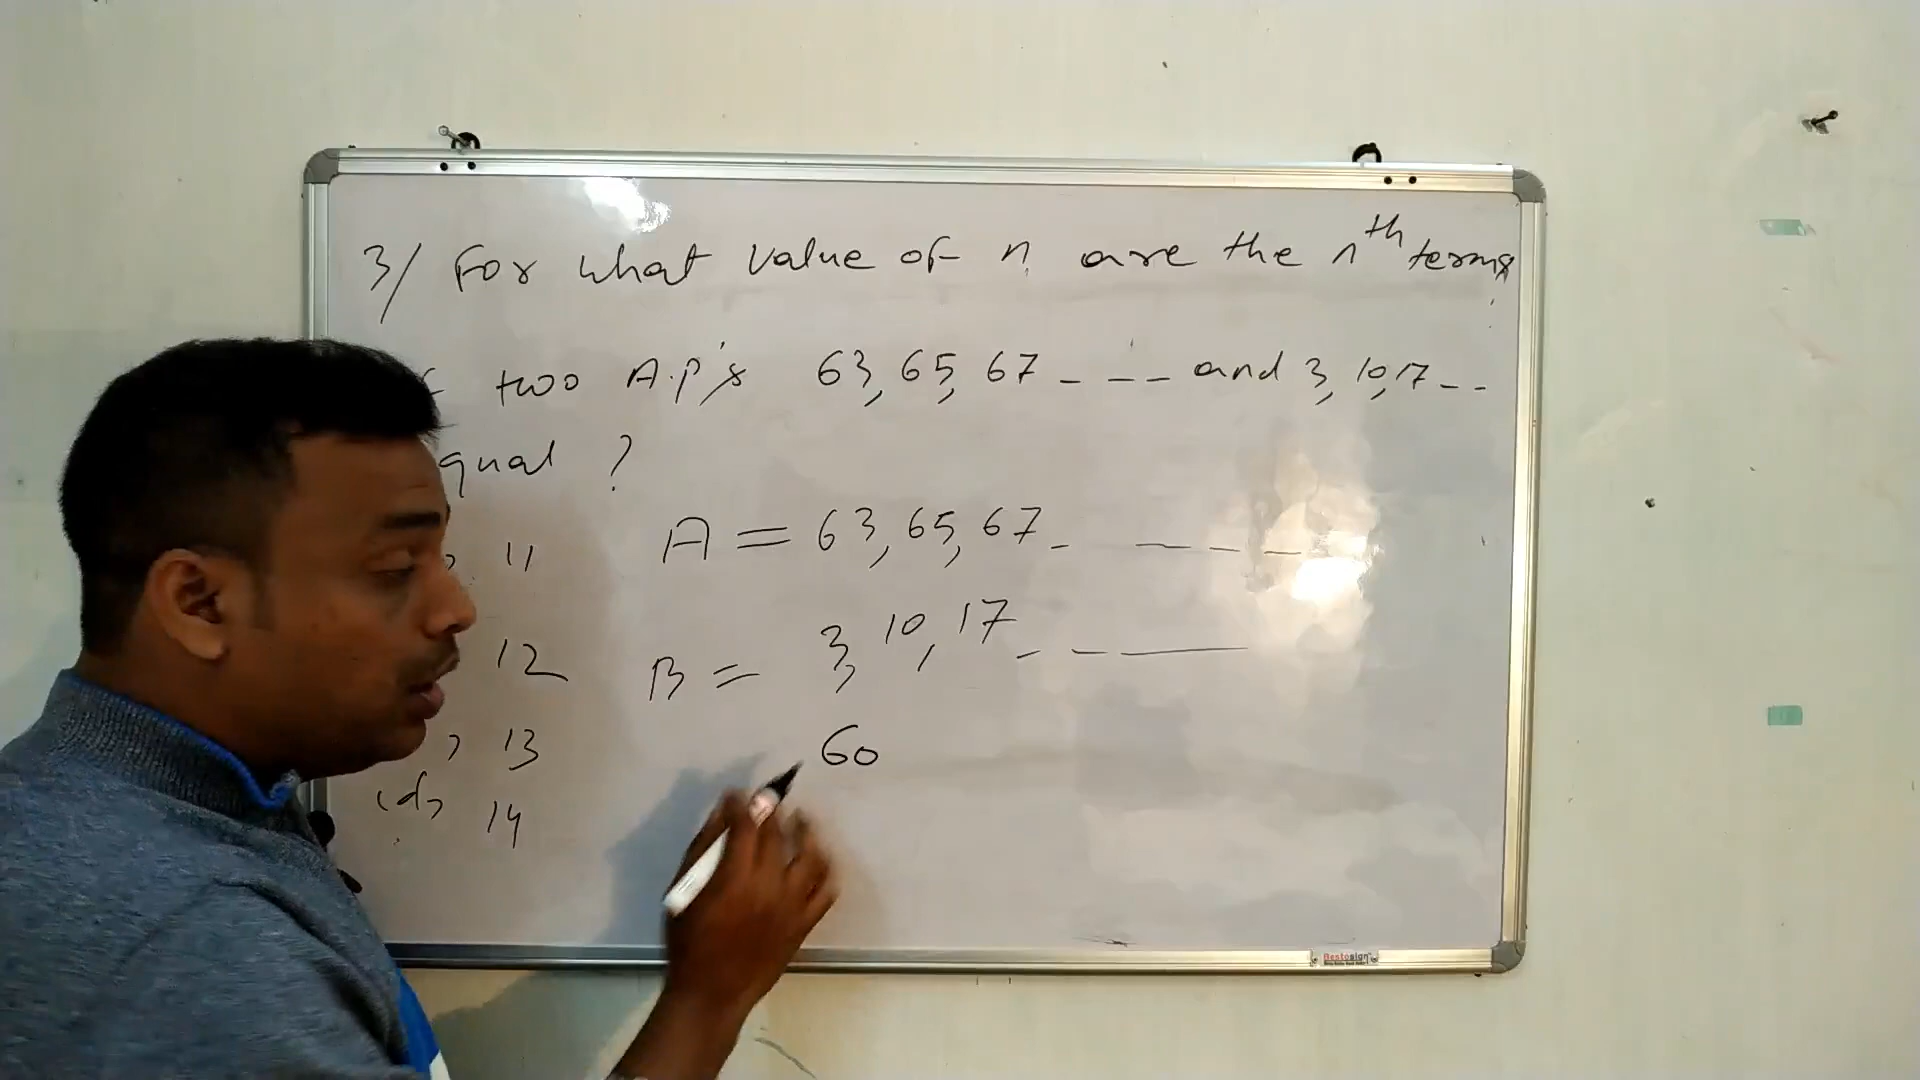 3/ For what value of n are the nth terms
two A.P's 63, 65, 67 - - - - and 3, 10, 17 - -
qual ?
A = 63, 65, 67 - - - -
11
B = 3, 10, 17 - - -
12
60
13
(d) 14
Bestosign